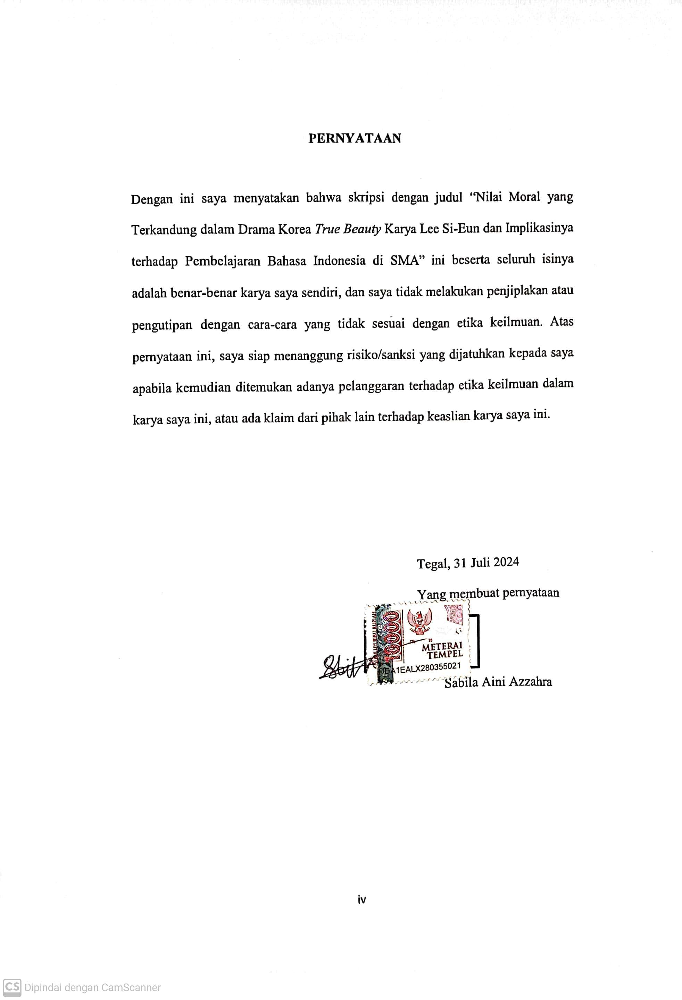 PERNYATAAN
Dengan ini saya menyatakan bahwa skripsi dengan judul “Nilai Moral yang
Terkandung dalam Drama Korea True Beauty Karya Lee Si-Eun dan Implikasinya
terhadap Pembelajaran Bahasa Indonesia di SMA” ini beserta seluruh isinya
adalah benar-benar karya saya sendiri, dan saya tidak melakukan penjiplakan atau
pengutipan dengan cara-cara yang tidak sesuai dengan etika keilmuan. Atas
pernyataan ini, saya siap menanggung risiko/sanksi yang dijatuhkan kepada saya
apabila kemudian ditemukan adanya pelanggaran terhadap etika keilmuan dalam
karya saya ini, atau ada klaim dari pihak lain terhadap keaslian karya saya ini.
Tegal, 31 Juli 2024
Yang membuat pernyataan
SEPULUH RIBU RUPIAH
10000
20
METERAI
TEMPEL
A1EALX280355021
Sabila Aini Azzahra
iv
CS Dipindai dengan CamScanner